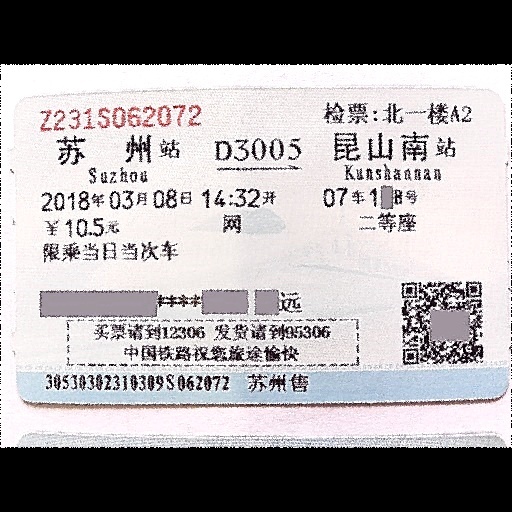 Z231S062072 检票:北一楼A2
苏州站 D3005 昆山南站
Suzhou Kunshannan
2018年03月08日 14:32开 07车1 8号
¥10.5元 网 二等座
限乘当日当次车
**** 远
买票请到12306 发货请到95306
中国铁路祝您旅途愉快
30530302310309S062072 苏州售